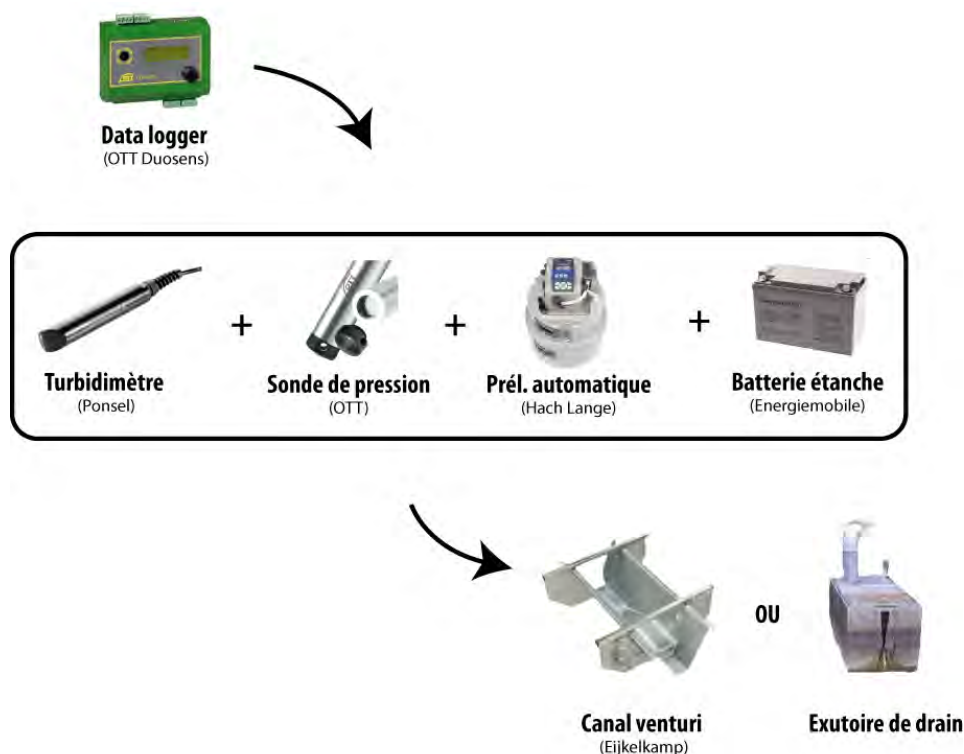 Data logger
(OTT Duosens)
+
+
+
Turbidimètre
(Ponsel)
Sonde de pression
(OTT)
Prél. automatique
(Hach Lange)
Batterie étanche
(Energiemobile)
OU
Canal venturi
(Eijkelkamp)
Exutoire de drain